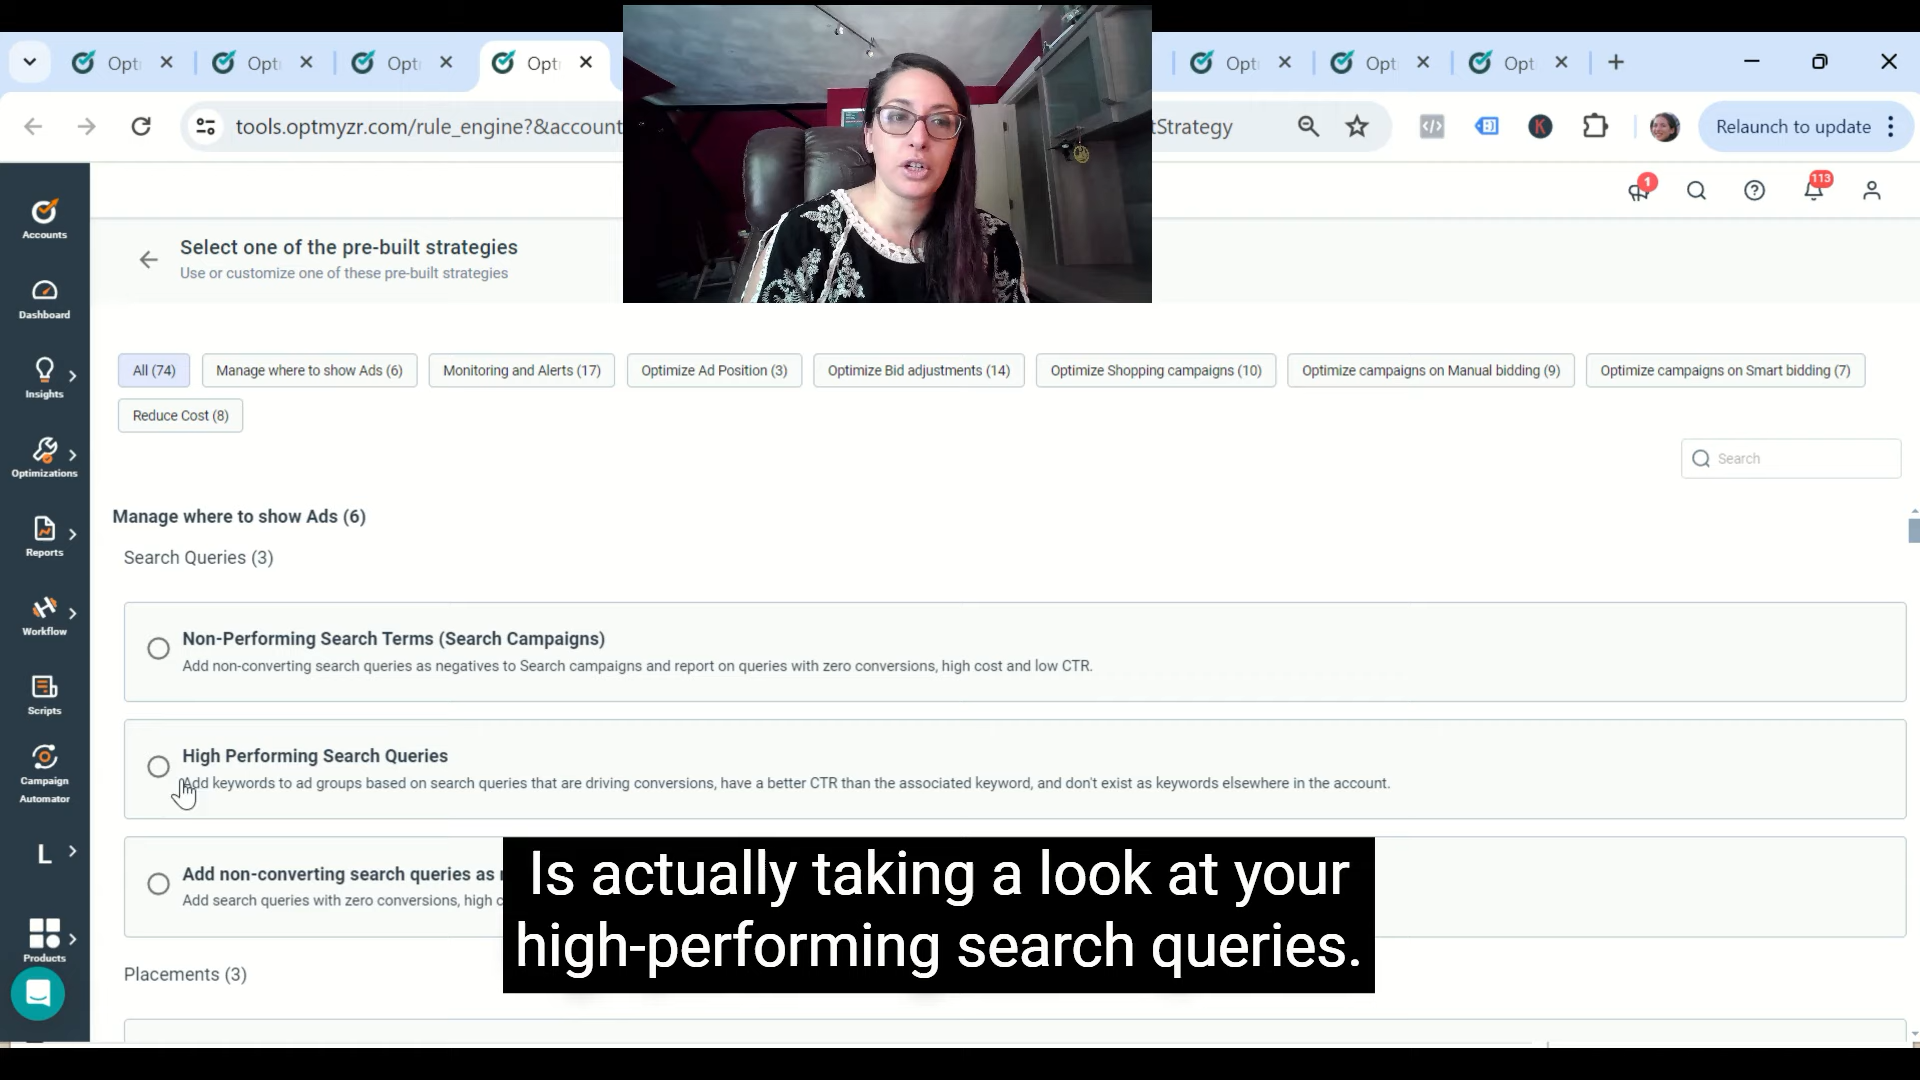 Opt
Opt
Opt
Opt
Opt
Opt
Opt
tools.optmyzr.com/rule_engine?&account
tStrategy
Relaunch to update
1
113
Accounts
Dashboard
Insights
Optimizations
Reports
Workflow
Scripts
Campaign
Automator
L
Products
Select one of the pre-built strategies
Use or customize one of these pre-built strategies
All (74)
Manage where to show Ads (6)
Monitoring and Alerts (17)
Optimize Ad Position (3)
Optimize Bid adjustments (14)
Optimize Shopping campaigns (10)
Optimize campaigns on Manual bidding (9)
Optimize campaigns on Smart bidding (7)
Reduce Cost (8)
Search
Manage where to show Ads (6)
Search Queries (3)
Non-Performing Search Terms (Search Campaigns)
Add non-converting search queries as negatives to Search campaigns and report on queries with zero conversions, high cost and low CTR.
High Performing Search Queries
Add keywords to ad groups based on search queries that are driving conversions, have a better CTR than the associated keyword, and don't exist as keywords elsewhere in the account.
Add non-converting search queries as
Add search queries with zero conversions, high
Placements (3)
Is actually taking a look at your
high-performing search queries.